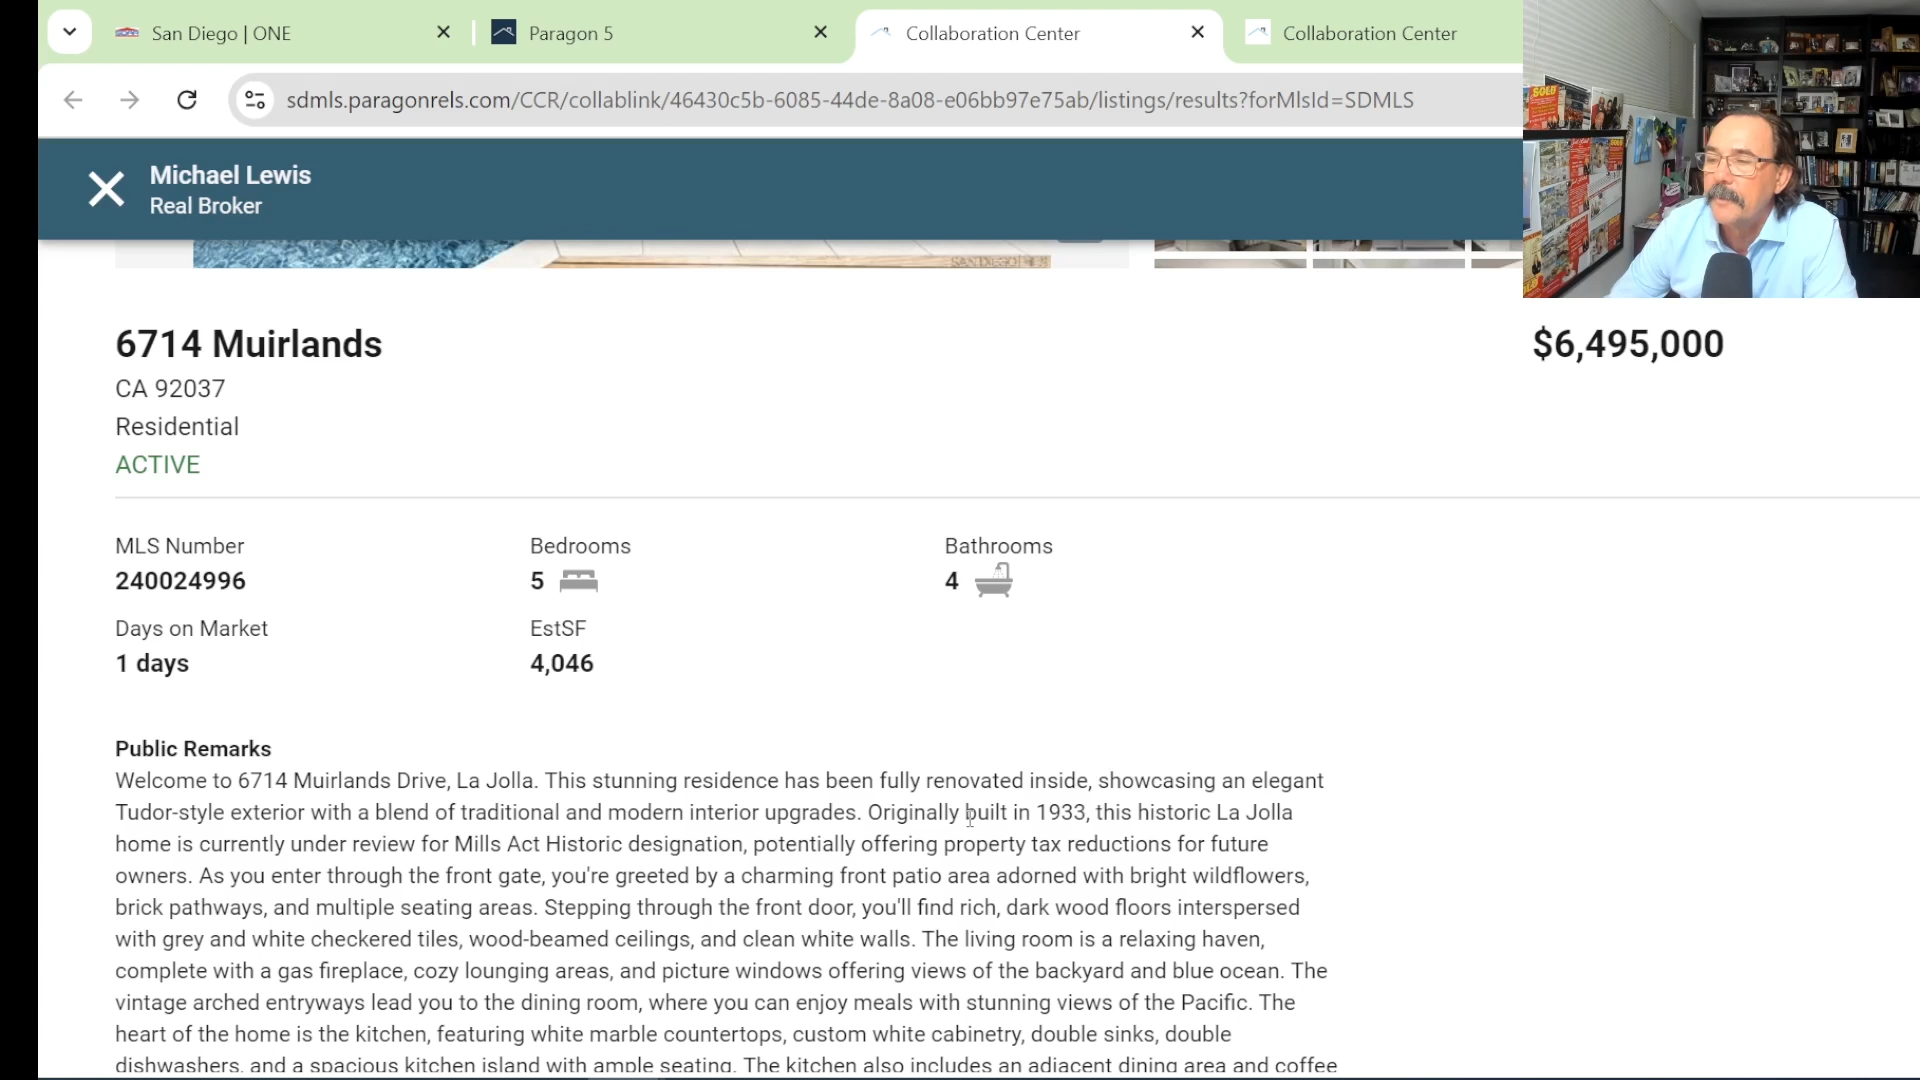 San Diego | ONE
Paragon 5
Collaboration Center
Collaboration Center
sdmls.paragonrels.com/CCR/collablink/46430c5b-6085-44de-8a08-e06bb97e75ab/listings/results?forMlsId=SDMLS
Michael Lewis
Real Broker
SOLD
6714 Muirlands
$6,495,000
CA 92037
Residential
ACTIVE
MLS Number
Bedrooms
Bathrooms
240024996
5
4
Days on Market
EstSF
1 days
4,046
Public Remarks
Welcome to 6714 Muirlands Drive, La Jolla. This stunning residence has been fully renovated inside, showcasing an elegant
Tudor-style exterior with a blend of traditional and modern interior upgrades. Originally built in 1933, this historic La Jolla
home is currently under review for Mills Act Historic designation, potentially offering property tax reductions for future
owners. As you enter through the front gate, you're greeted by a charming front patio area adorned with bright wildflowers,
brick pathways, and multiple seating areas. Stepping through the front door, you'll find rich, dark wood floors interspersed
with grey and white checkered tiles, wood-beamed ceilings, and clean white walls. The living room is a relaxing haven,
complete with a gas fireplace, cozy lounging areas, and picture windows offering views of the backyard and blue ocean. The
vintage arched entryways lead you to the dining room, where you can enjoy meals with stunning views of the Pacific. The
heart of the home is the kitchen, featuring white marble countertops, custom white cabinetry, double sinks, double
dishwashers, and a spacious kitchen island with ample seating. The kitchen also includes an adjacent dining area and coffee